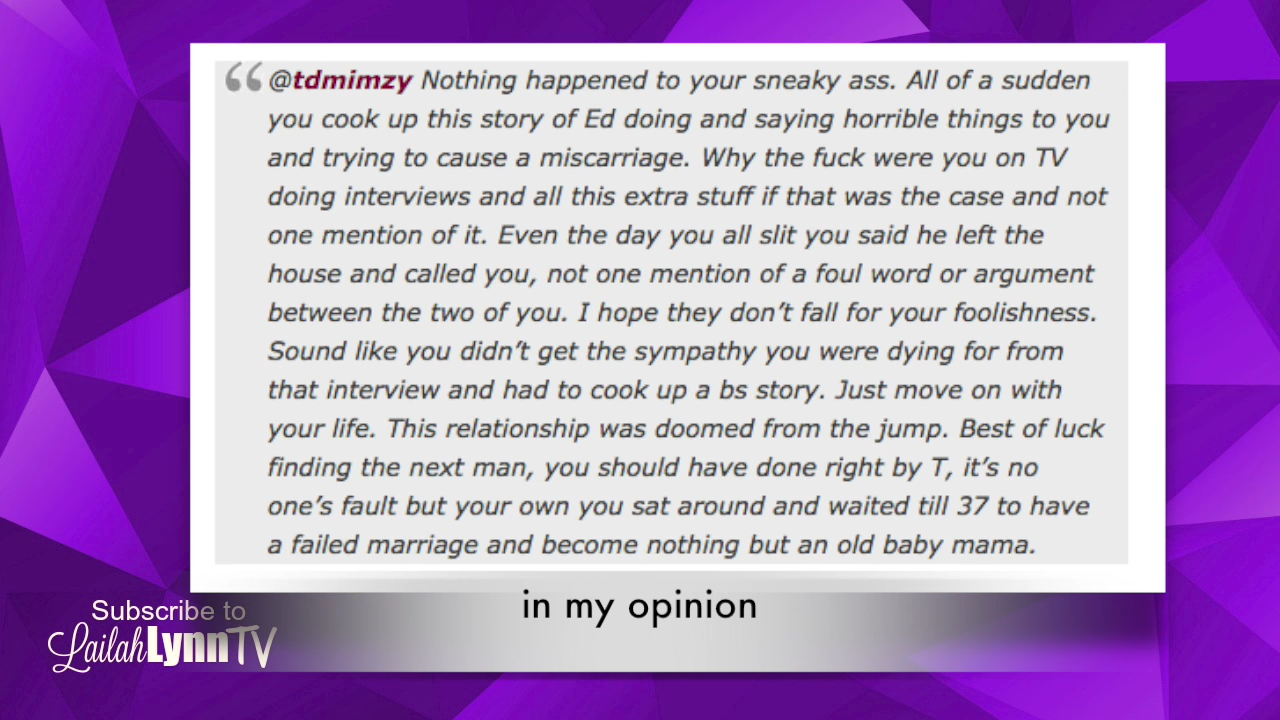 “@tdmimzy Nothing happened to your sneaky ass. All of a sudden
you cook up this story of Ed doing and saying horrible things to you
and trying to cause a miscarriage. Why the fuck were you on TV
doing interviews and all this extra stuff if that was the case and not
one mention of it. Even the day you all slit you said he left the
house and called you, not one mention of a foul word or argument
between the two of you. I hope they don’t fall for your foolishness.
Sound like you didn’t get the sympathy you were dying for from
that interview and had to cook up a bs story. Just move on with
your life. This relationship was doomed from the jump. Best of luck
finding the next man, you should have done right by T, it’s no
one’s fault but your own you sat around and waited till 37 to have
a failed marriage and become nothing but an old baby mama.
in my opinion
Subscribe to
LailahLynnTV